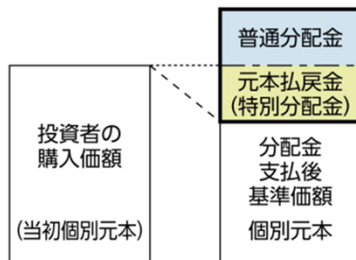 普通分配金
元本払戻金
(特別分配金)
投資者の
購入価額
(当初個別元本)
分配金
支払後
基準価額
個別元本